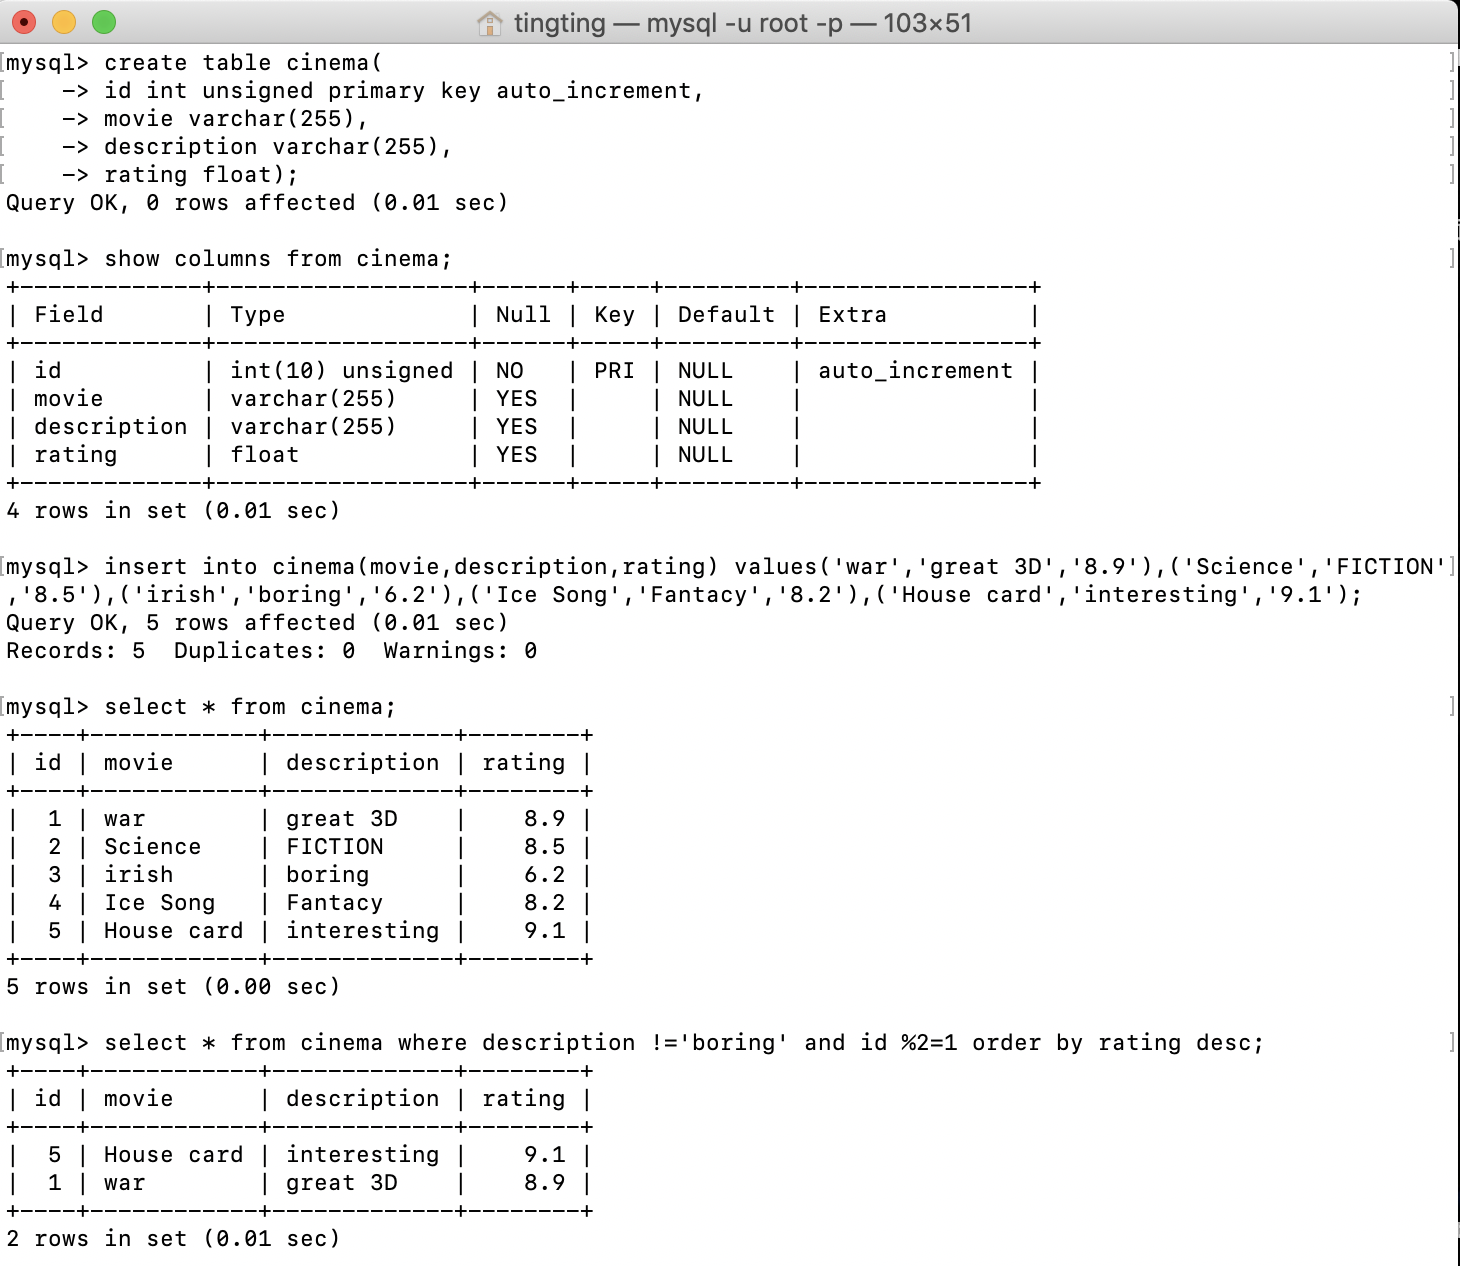 tingting — mysql -u root -p — 103×51
mysql> create table cinema(
    -> id int unsigned primary key auto_increment,
    -> movie varchar(255),
    -> description varchar(255),
    -> rating float);
Query OK, 0 rows affected (0.01 sec)

mysql> show columns from cinema;
+-------------+------------------+------+-----+---------+----------------+
| Field       | Type             | Null | Key | Default | Extra          |
+-------------+------------------+------+-----+---------+----------------+
| id          | int(10) unsigned | NO   | PRI | NULL    | auto_increment |
| movie       | varchar(255)     | YES  |     | NULL    |                |
| description | varchar(255)     | YES  |     | NULL    |                |
| rating      | float            | YES  |     | NULL    |                |
+-------------+------------------+------+-----+---------+----------------+
4 rows in set (0.01 sec)

mysql> insert into cinema(movie,description,rating) values('war','great 3D','8.9'),('Science','FICTION'
,'8.5'),('irish','boring','6.2'),('Ice Song','Fantacy','8.2'),('House card','interesting','9.1');
Query OK, 5 rows affected (0.01 sec)
Records: 5  Duplicates: 0  Warnings: 0

mysql> select * from cinema;
+----+------------+-------------+--------+
| id | movie      | description | rating |
+----+------------+-------------+--------+
|  1 | war        | great 3D    |    8.9 |
|  2 | Science    | FICTION     |    8.5 |
|  3 | irish      | boring      |    6.2 |
|  4 | Ice Song   | Fantacy     |    8.2 |
|  5 | House card | interesting |    9.1 |
+----+------------+-------------+--------+
5 rows in set (0.00 sec)

mysql> select * from cinema where description !='boring' and id %2=1 order by rating desc;
+----+------------+-------------+--------+
| id | movie      | description | rating |
+----+------------+-------------+--------+
|  5 | House card | interesting |    9.1 |
|  1 | war        | great 3D    |    8.9 |
+----+------------+-------------+--------+
2 rows in set (0.01 sec)